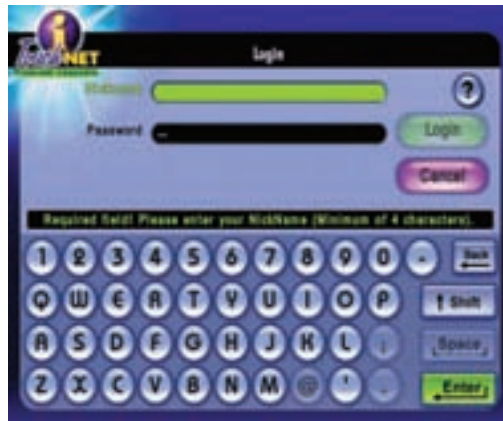 i
TouchNET
Login
Nickname
?
Password
Login
Cancel
Required field! Please enter your NickName (Minimum of 4 characters).
1 2 3 4 5 6 7 8 9 0 - Back
Q W E R T Y U I O P Shift
A S D F G H J K L ; Space
Z X C V B N M @ ' . Enter